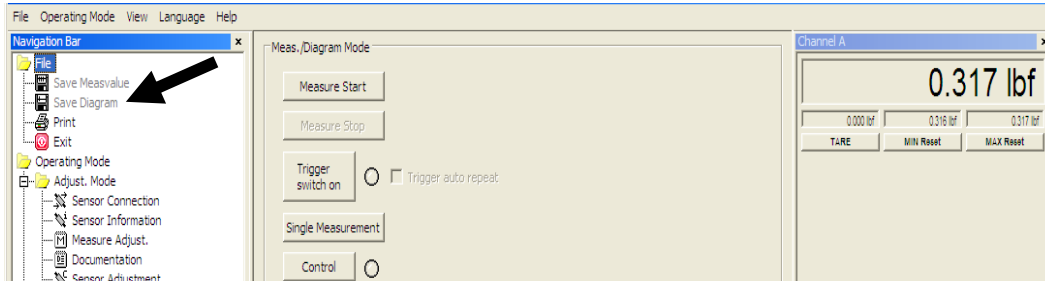 File Operating Mode View Language Help
Navigation Bar
File
Save Measvalue
Save Diagram
Print
Exit
Operating Mode
Adjust. Mode
Sensor Connection
Sensor Information
Measure Adjust.
Documentation
Sensor Adjustment
Meas./Diagram Mode
Measure Start
Measure Stop
Trigger
switch on
Trigger auto repeat
Single Measurement
Control
Channel A
0.317 lbf
0.000 lbf 0.316 lbf 0.317 lbf
TARE MIN Reset MAX Reset